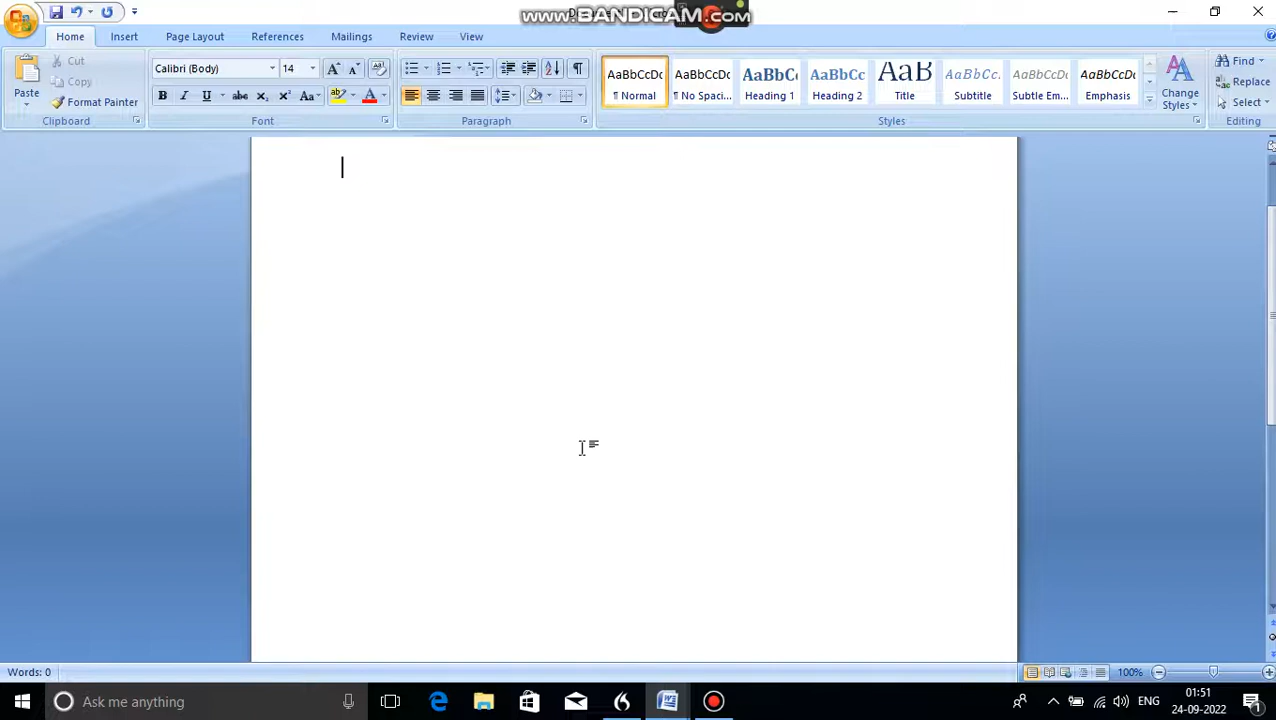 www.BANDICAM.com
Home Insert Page Layout References Mailings Review View
Paste
Cut
Copy
Format Painter
Clipboard
Calibri (Body) 14
Font
Paragraph
AaBbCcDc AaBbCcDc AaBbCc AaBbCc AaB AaBbCc. AaBbCcDc AaBbCcDc
¶ Normal ¶ No Spaci... Heading 1 Heading 2 Title Subtitle Subtle Em... Emphasis
Change Styles
Styles
Find
Replace
Select
Editing
Words: 0
100%
Ask me anything
ENG
01:51
24-09-2022